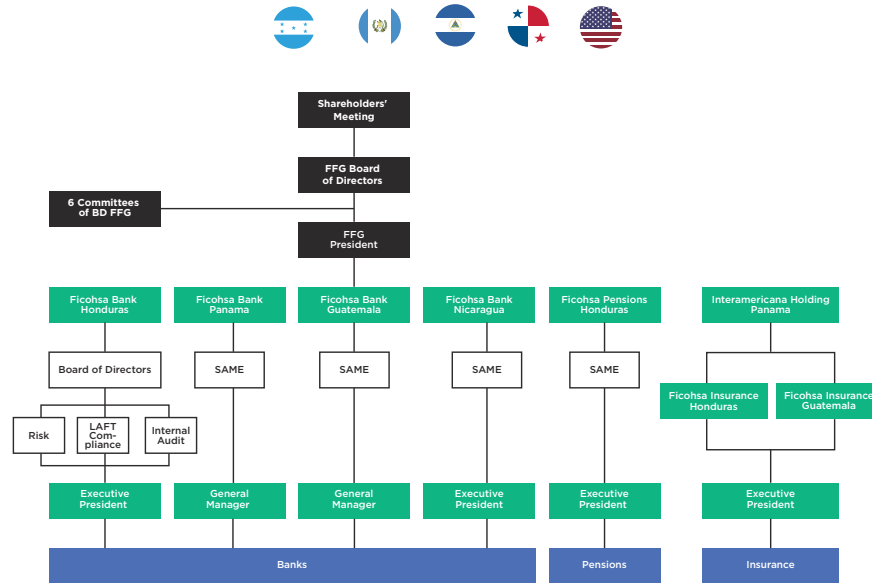 Shareholders'
Meeting
FFG Board
of Directors
6 Committees
of BD FFG
FFG
President
Ficohsa Bank
Honduras
Ficohsa Bank
Panama
Ficohsa Bank
Guatemala
Ficohsa Bank
Nicaragua
Ficohsa Pensions
Honduras
Interamericana Holding
Panama
Board of Directors
SAME
SAME
SAME
SAME
Ficohsa Insurance
Honduras
Ficohsa Insurance
Guatemala
Risk
LAFT
Com-
pliance
Internal
Audit
Executive
President
General
Manager
General
Manager
Executive
President
Executive
President
Executive
President
Banks
Pensions
Insurance